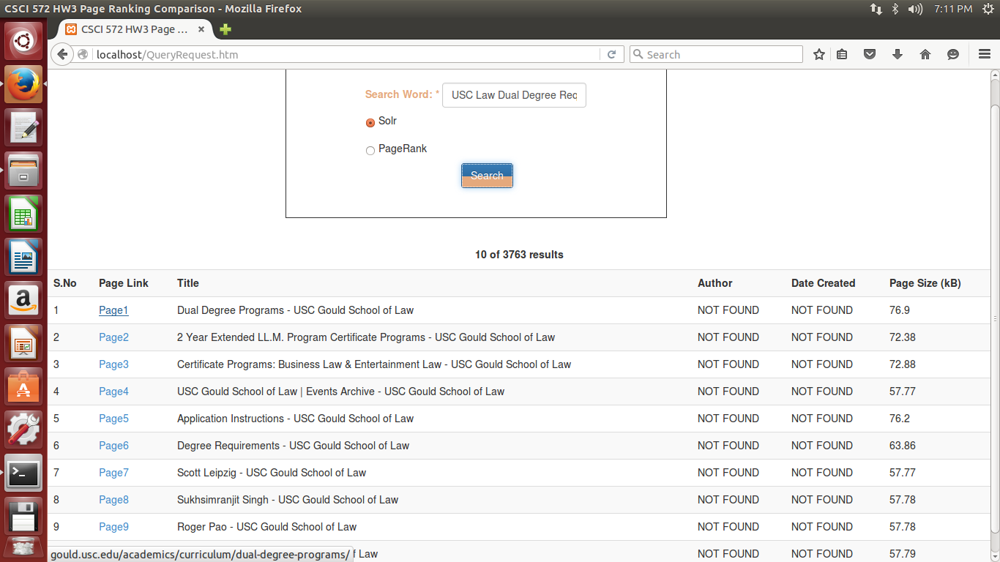 CSCI 572 HW3 Page Ranking Comparison - Mozilla Firefox 7:11 PM
CSCI 572 HW3 Page ...
localhost/QueryRequest.htm Search
Search Word: * USC Law Dual Degree Req
Solr
PageRank
Search
10 of 3763 results
S.No Page Link Title Author Date Created Page Size (kB)
1 Page1 Dual Degree Programs - USC Gould School of Law NOT FOUND NOT FOUND 76.9
2 Page2 2 Year Extended LL.M. Program Certificate Programs - USC Gould School of Law NOT FOUND NOT FOUND 72.38
3 Page3 Certificate Programs: Business Law & Entertainment Law - USC Gould School of Law NOT FOUND NOT FOUND 72.88
4 Page4 USC Gould School of Law | Events Archive - USC Gould School of Law NOT FOUND NOT FOUND 57.77
5 Page5 Application Instructions - USC Gould School of Law NOT FOUND NOT FOUND 76.2
6 Page6 Degree Requirements - USC Gould School of Law NOT FOUND NOT FOUND 63.86
7 Page7 Scott Leipzig - USC Gould School of Law NOT FOUND NOT FOUND 57.77
8 Page8 Sukhsimranjit Singh - USC Gould School of Law NOT FOUND NOT FOUND 57.78
9 Page9 Roger Pao - USC Gould School of Law NOT FOUND NOT FOUND 57.78
gould.usc.edu/academics/curriculum/dual-degree-programs/ f Law NOT FOUND NOT FOUND 57.79